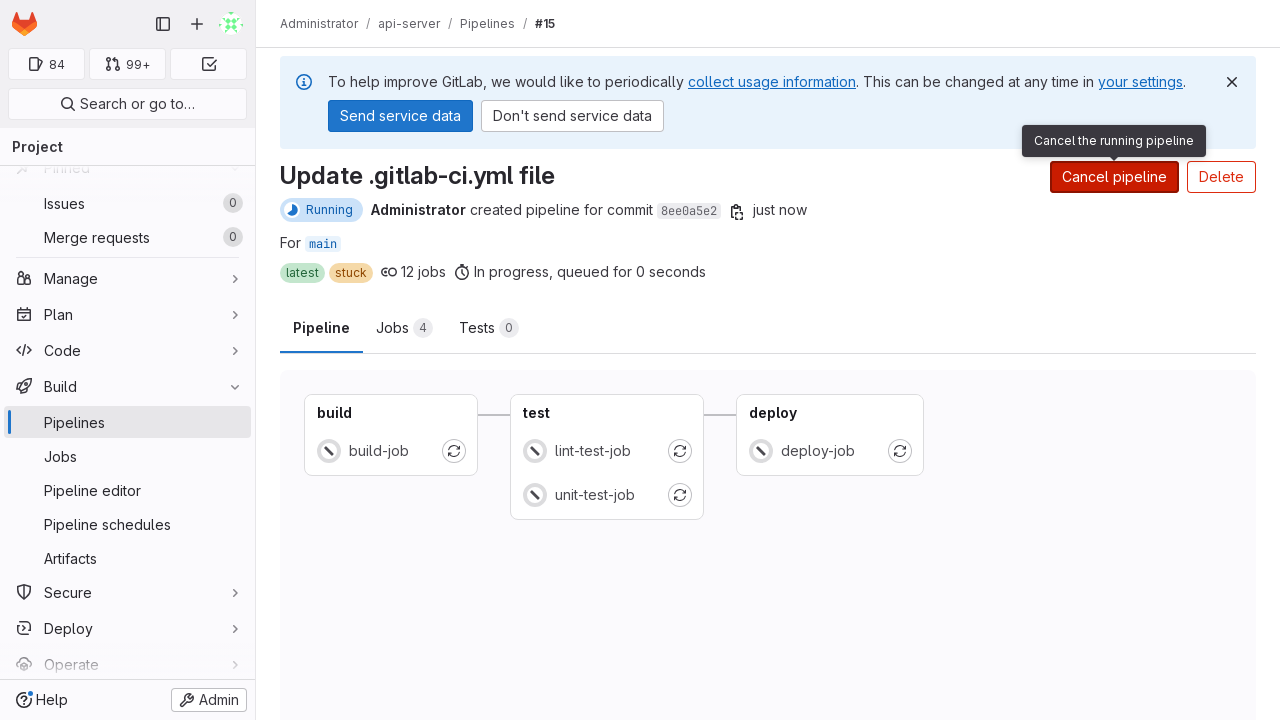 Administrator / api-server / Pipelines / #15
84
99+
Search or go to…
Project
Pinned
Issues 0
Merge requests 0
Manage
Plan
Code
Build
Pipelines
Jobs
Pipeline editor
Pipeline schedules
Artifacts
Secure
Deploy
Operate
Help
Admin
To help improve GitLab, we would like to periodically collect usage information. This can be changed at any time in your settings.
Send service data
Don't send service data
Cancel the running pipeline
Update .gitlab-ci.yml file
Cancel pipeline
Delete
Running Administrator created pipeline for commit 8ee0a5e2 just now
For main
latest stuck 12 jobs In progress, queued for 0 seconds
Pipeline Jobs 4 Tests 0
build
build-job
test
lint-test-job
unit-test-job
deploy
deploy-job